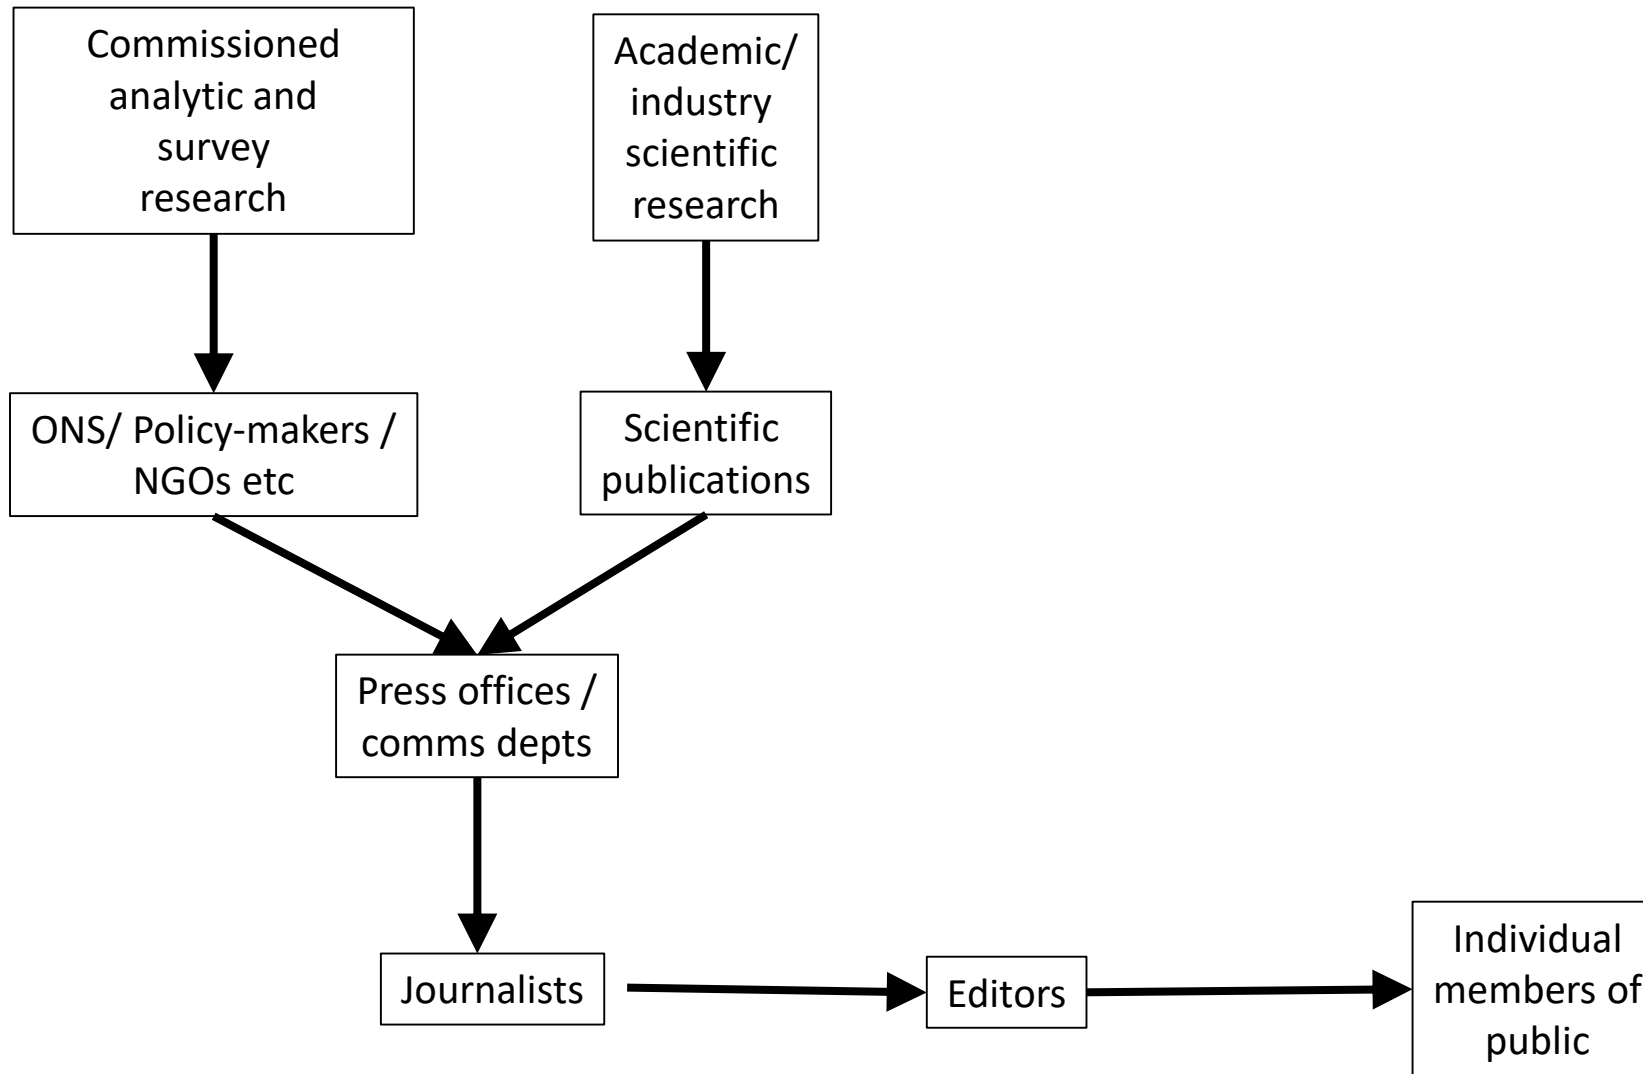 Commissioned
analytic and
survey
research
Academic/
industry
scientific
research
ONS/ Policy-makers /
NGOs etc
Scientific
publications
Press offices /
comms depts
Journalists
Editors
Individual
members of
public